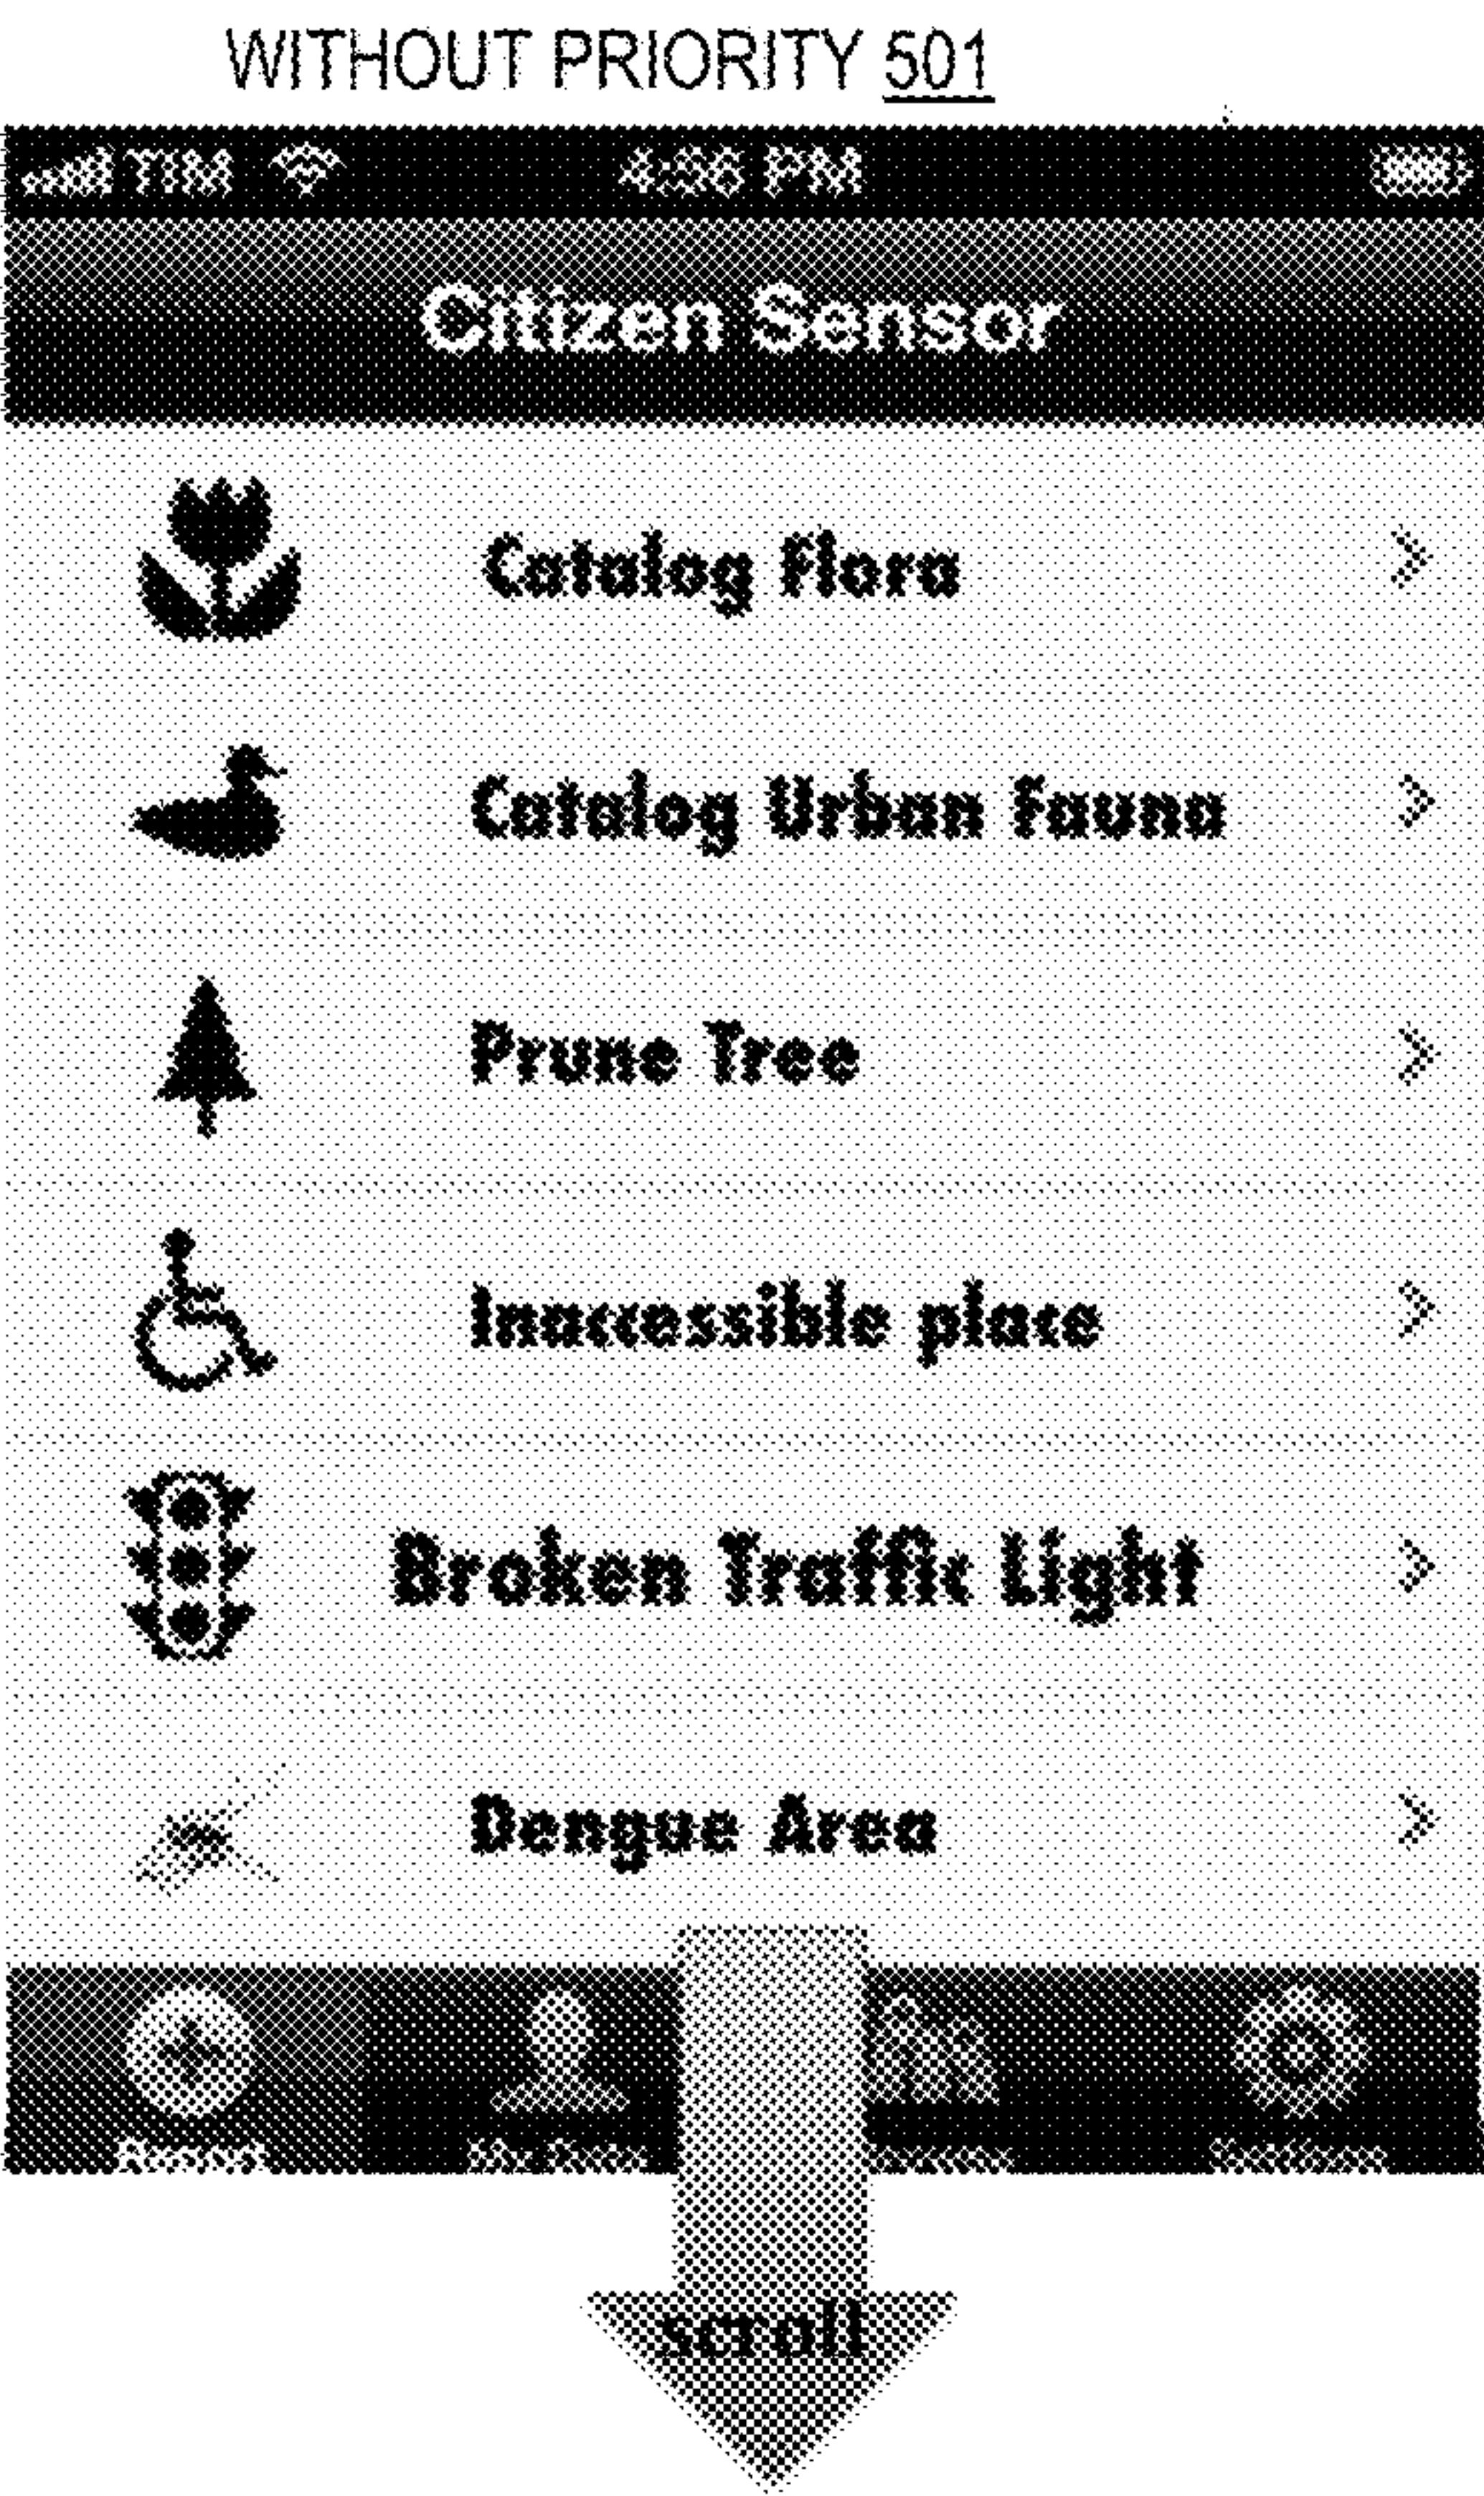 WITHOUT PRIORITY 501
TIM 4:36 PM
Citizen Sensor
Catalog Flora
Catalog Urban Fauna
Prune Tree
Inaccessible place
Broken Traffic Light
Dengue Area
scroll